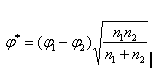 φ* = (φ₁ − φ₂) √(n₁n₂ / (n₁ + n₂))